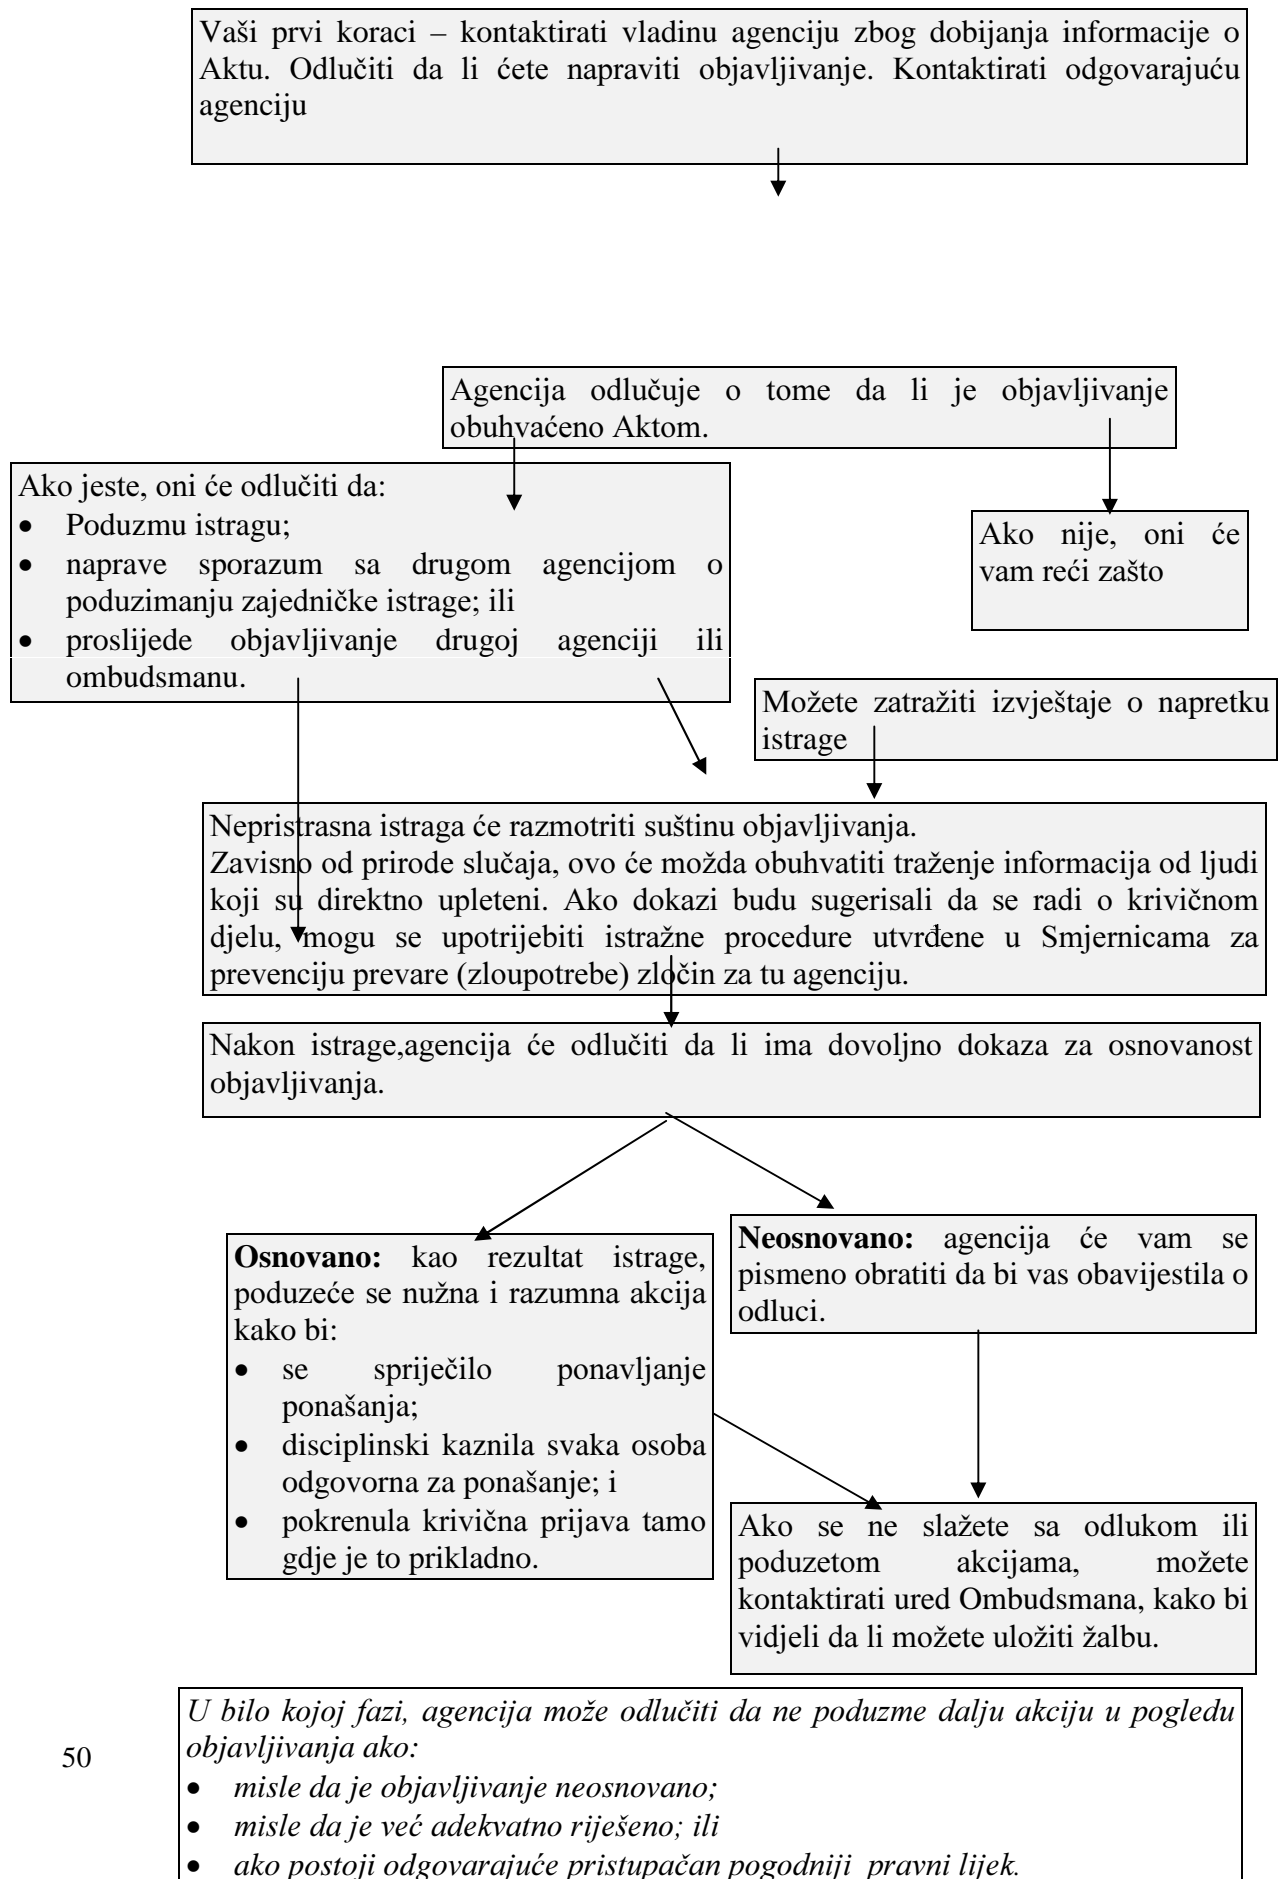 Vaši prvi koraci – kontaktirati vladinu agenciju zbog dobijanja informacije o
Aktu. Odlučiti da li ćete napraviti objavljivanje. Kontaktirati odgovarajuću
agenciju
Agencija odlučuje o tome da li je objavljivanje
obuhvaćeno Aktom.
Ako jeste, oni će odlučiti da:
• Poduzmu istragu;
• naprave sporazum sa drugom agencijom o
poduzimanju zajedničke istrage; ili
• proslijede objavljivanje drugoj agenciji ili
ombudsmanu.
Ako nije, oni će
vam reći zašto
Možete zatražiti izvještaje o napretku
istrage
Nepristrasna istraga će razmotriti suštinu objavljivanja.
Zavisno od prirode slučaja, ovo će možda obuhvatiti traženje informacija od ljudi
koji su direktno upleteni. Ako dokazi budu sugerisali da se radi o krivičnom
djelu, mogu se upotrijebiti istražne procedure utvrđene u Smjernicama za
prevenciju prevare (zloupotrebe) zločin za tu agenciju.
Nakon istrage,agencija će odlučiti da li ima dovoljno dokaza za osnovanost
objavljivanja.
Osnovano: kao rezultat istrage,
poduzeće se nužna i razumna akcija
kako bi:
• se spriječilo ponavljanje
ponašanja;
• disciplinski kaznila svaka osoba
odgovorna za ponašanje; i
• pokrenula krivična prijava tamo
gdje je to prikladno.
Neosnovano: agencija će vam se
pismeno obratiti da bi vas obavijestila o
odluci.
Ako se ne slažete sa odlukom ili
poduzetom akcijama, možete
kontaktirati ured Ombudsmana, kako bi
vidjeli da li možete uložiti žalbu.
U bilo kojoj fazi, agencija može odlučiti da ne poduzme dalju akciju u pogledu
objavljivanja ako:
• misle da je objavljivanje neosnovano;
• misle da je već adekvatno riješeno; ili
• ako postoji odgovarajuće pristupačan pogodniji pravni lijek.
50